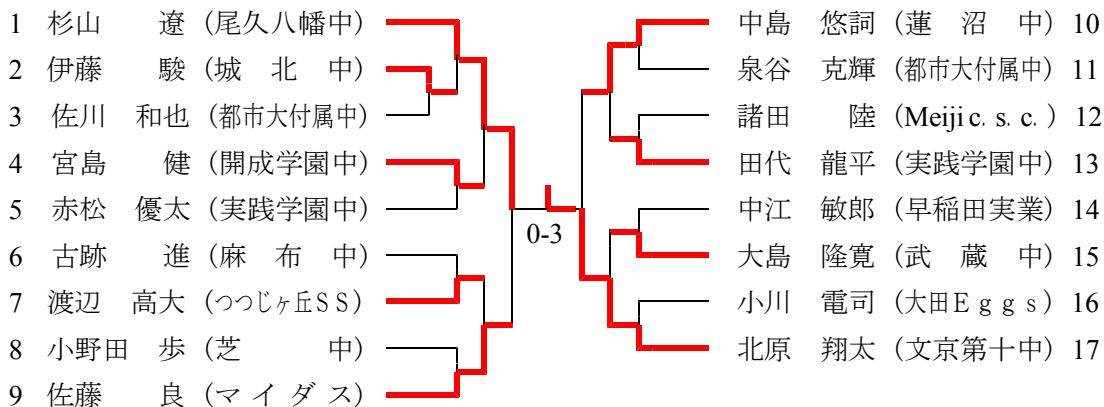 1 杉山 遼 (尾久八幡中)
2 伊藤 駿 (城北中)
3 佐川 和也 (都市大付属中)
4 宮島 健 (開成学園中)
5 赤松 優太 (実践学園中)
6 古跡 進 (麻布中)
7 渡辺 高大 (つつじヶ丘SS)
8 小野田 歩 (芝中)
9 佐藤 良 (マイダス)
0-3
中島 悠詞 (蓮沼中) 10
泉谷 克輝 (都市大付属中) 11
諸田 陸 (Meiji c. s. c.) 12
田代 龍平 (実践学園中) 13
中江 敏郎 (早稲田実業) 14
大島 隆寛 (武蔵中) 15
小川 電司 (大田Eggs) 16
北原 翔太 (文京第十中) 17